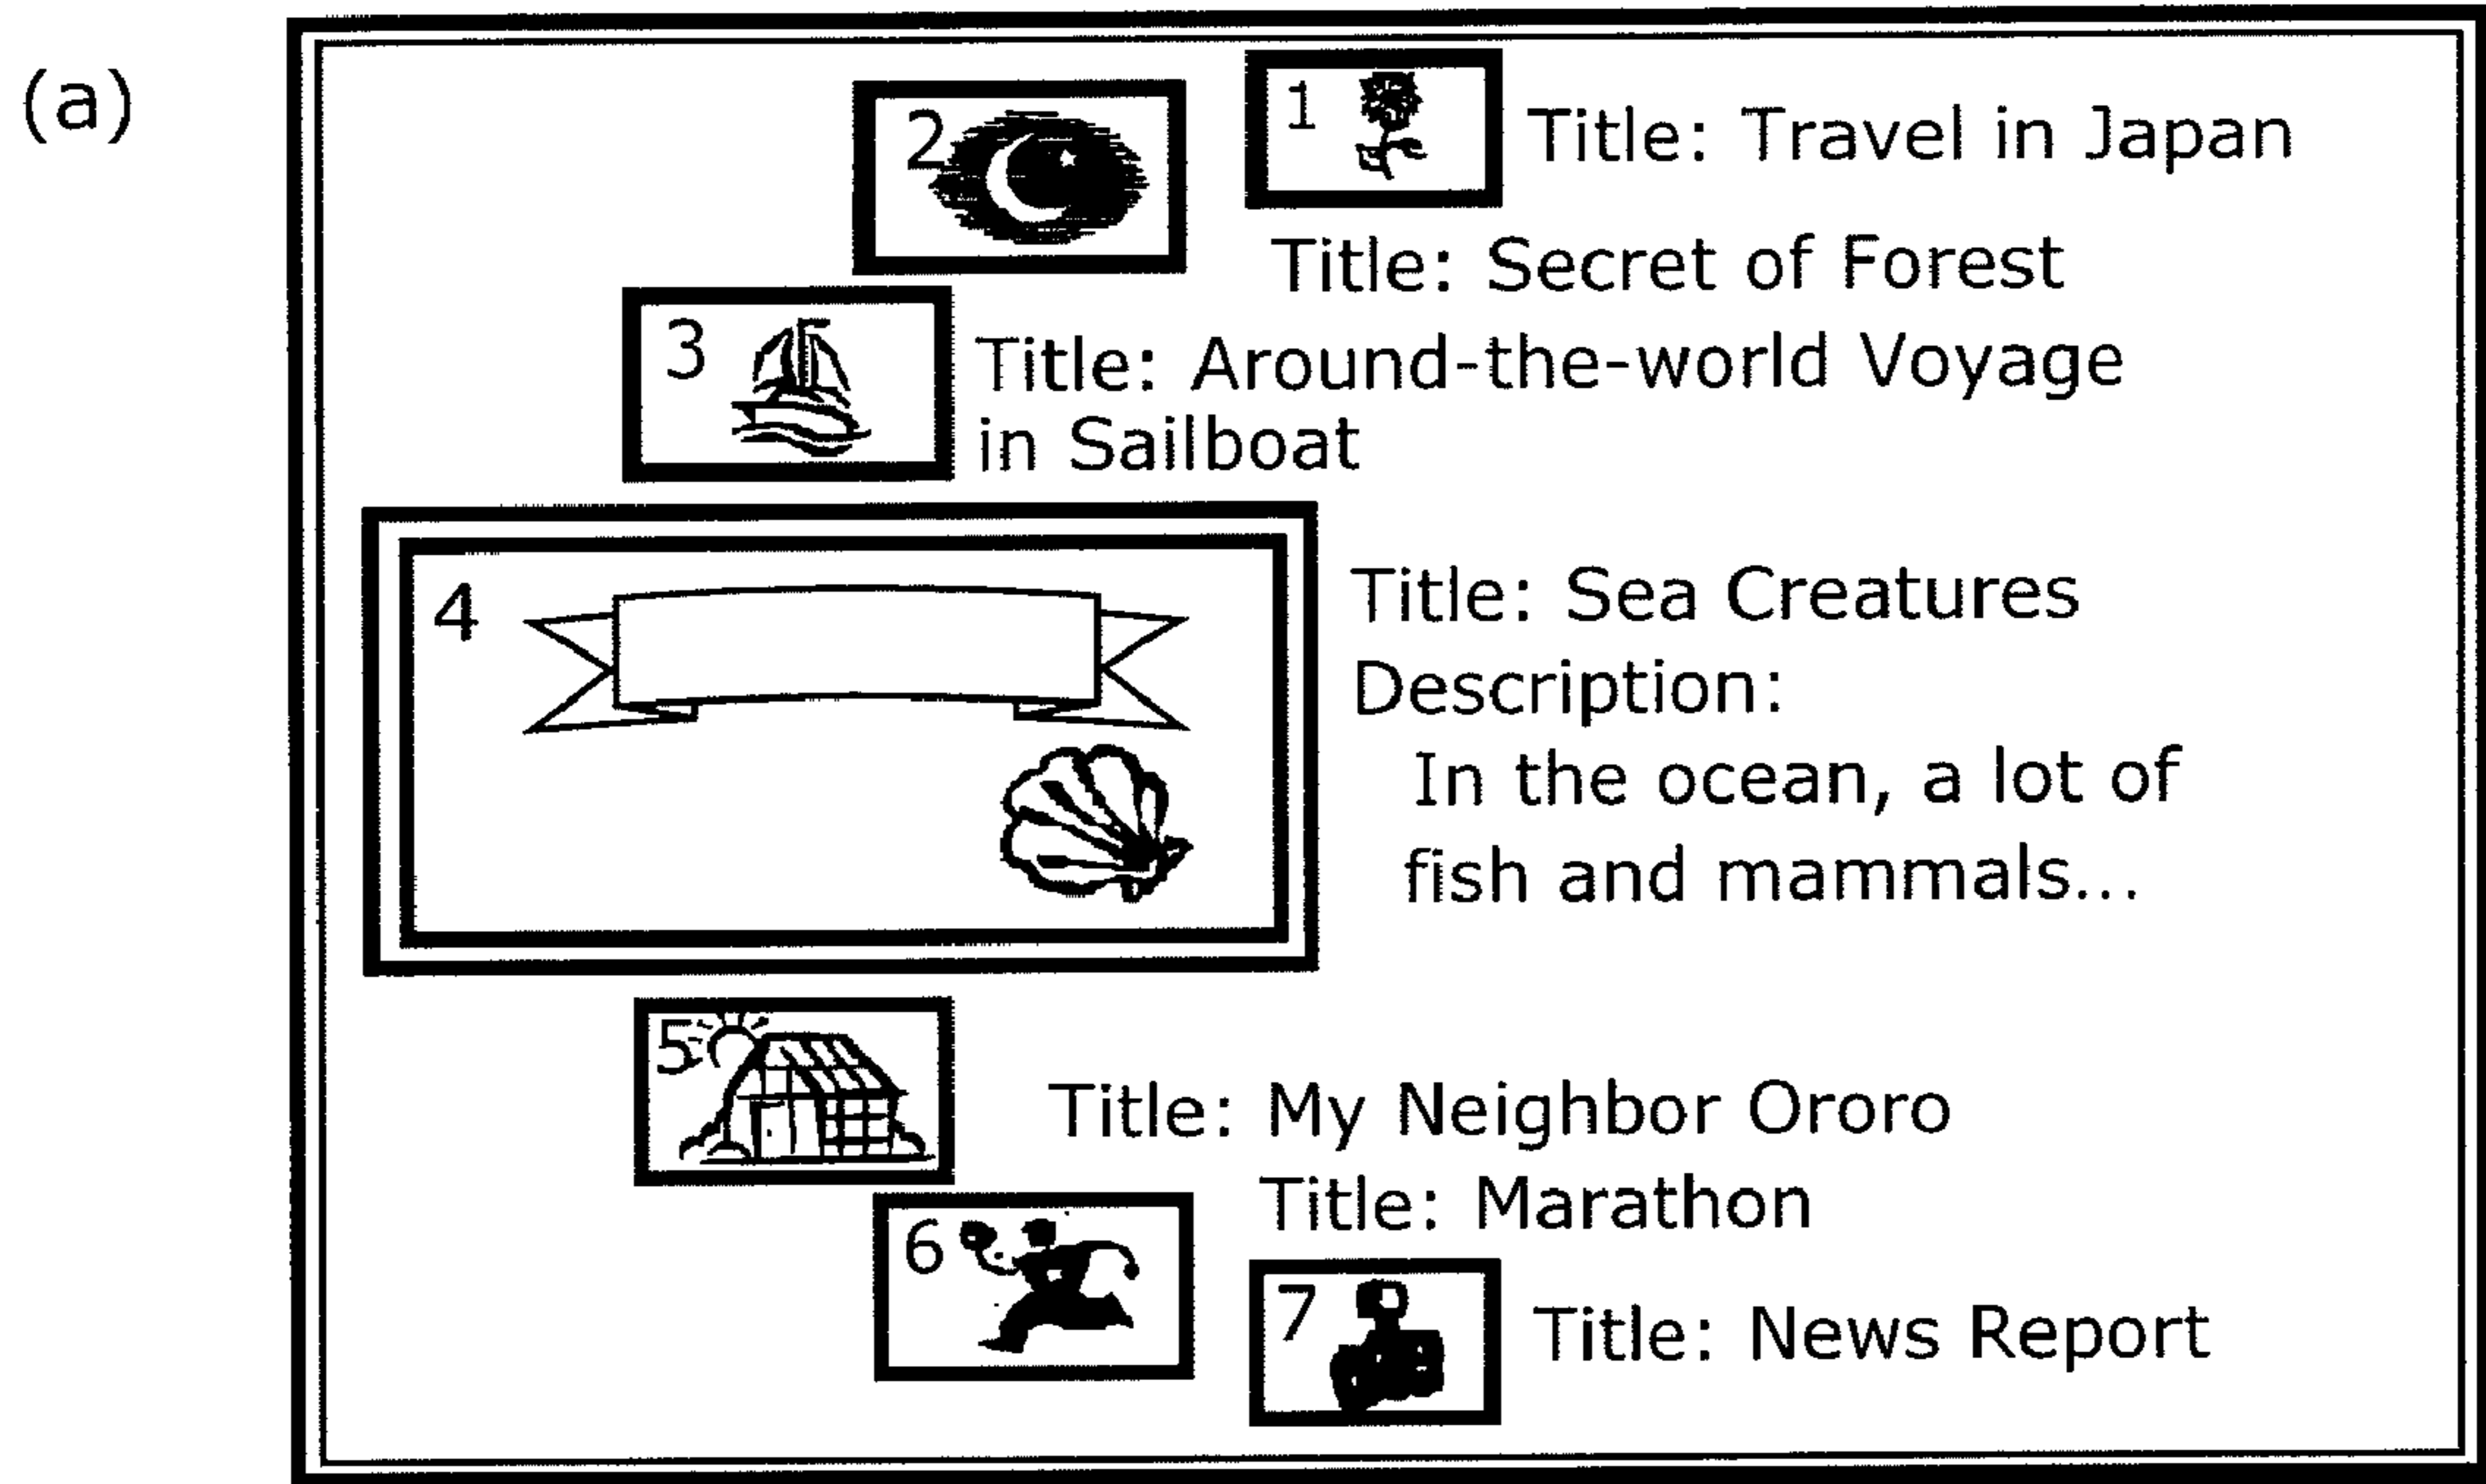 (a)
1
Title: Travel in Japan
2
Title: Secret of Forest
3
Title: Around-the-world Voyage
in Sailboat
4
Title: Sea Creatures
Description:
In the ocean, a lot of
fish and mammals...
5
Title: My Neighbor Ororo
6
Title: Marathon
7
Title: News Report